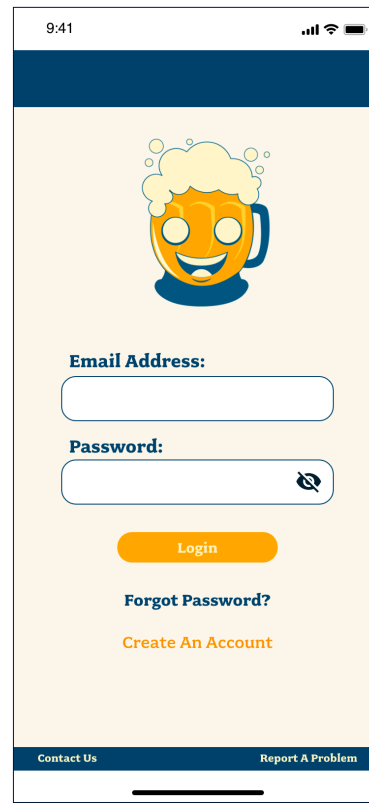 9:41
Email Address:
Password:
Login
Forgot Password?
Create An Account
Contact Us
Report A Problem